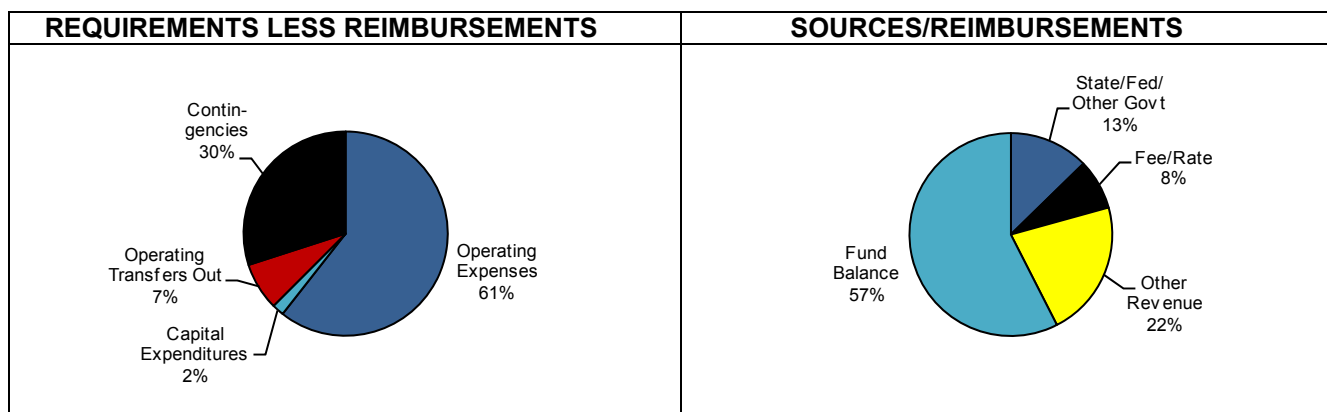 REQUIREMENTS LESS REIMBURSEMENTS
Contin-
gencies
30%
Operating
Transfers Out
7%
Capital
Expenditures
2%
Operating
Expenses
61%
SOURCES/REIMBURSEMENTS
State/Fed/
Other Govt
13%
Fee/Rate
8%
Fund
Balance
57%
Other
Revenue
22%